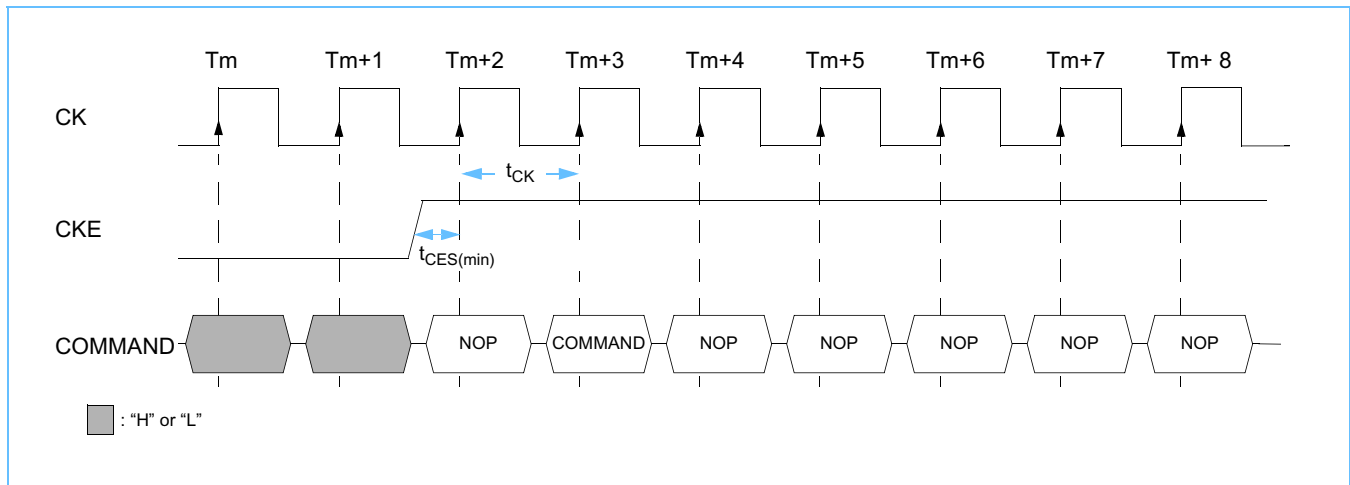 Tm Tm+1 Tm+2 Tm+3 Tm+4 Tm+5 Tm+6 Tm+7 Tm+ 8
CK
tCK
CKE
tCES(min)
COMMAND NOP COMMAND NOP NOP NOP NOP NOP
: “H” or “L”